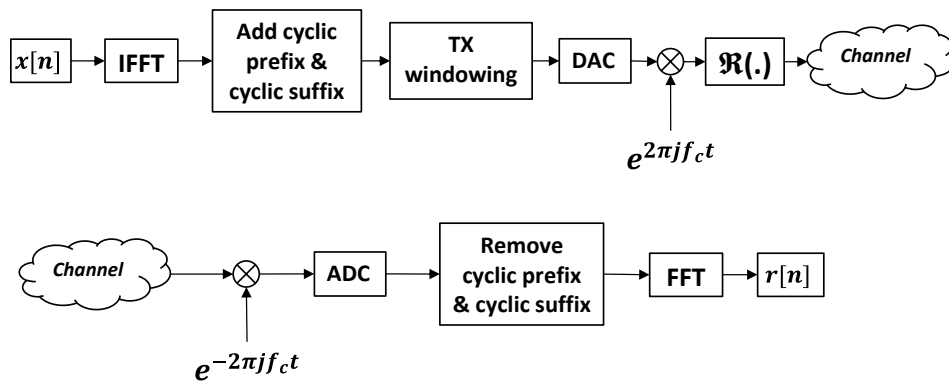 x[n]
IFFT
Add cyclic
prefix &
cyclic suffix
TX
windowing
DAC
ℜ(.)
Channel
e^{2πjf_ct}
Channel
ADC
Remove
cyclic prefix
& cyclic suffix
FFT
r[n]
e^{-2πjf_ct}